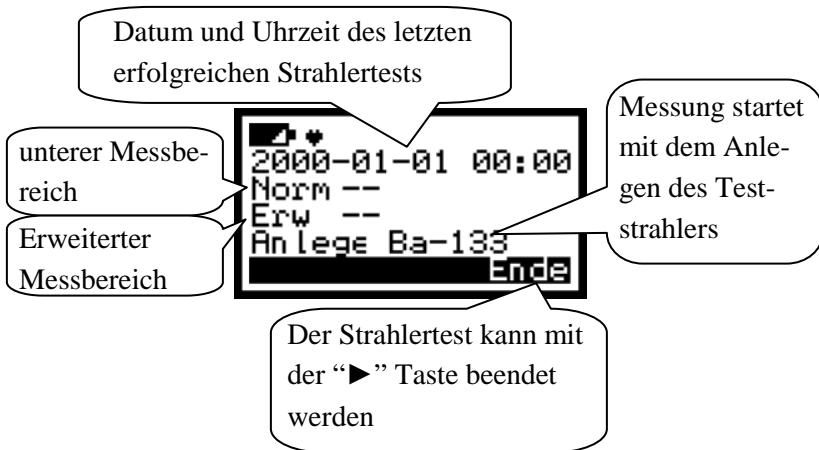 Datum und Uhrzeit des letzten
erfolgreichen Strahlertests
unterer Messbe-
reich
Erweiterter
Messbereich
2000-01-01 00:00
Norm --
Erw --
Anlege Ba-133
Ende
Messung startet
mit dem Anle-
gen des Test-
strahlers
Der Strahlertest kann mit
der “►” Taste beendet
werden